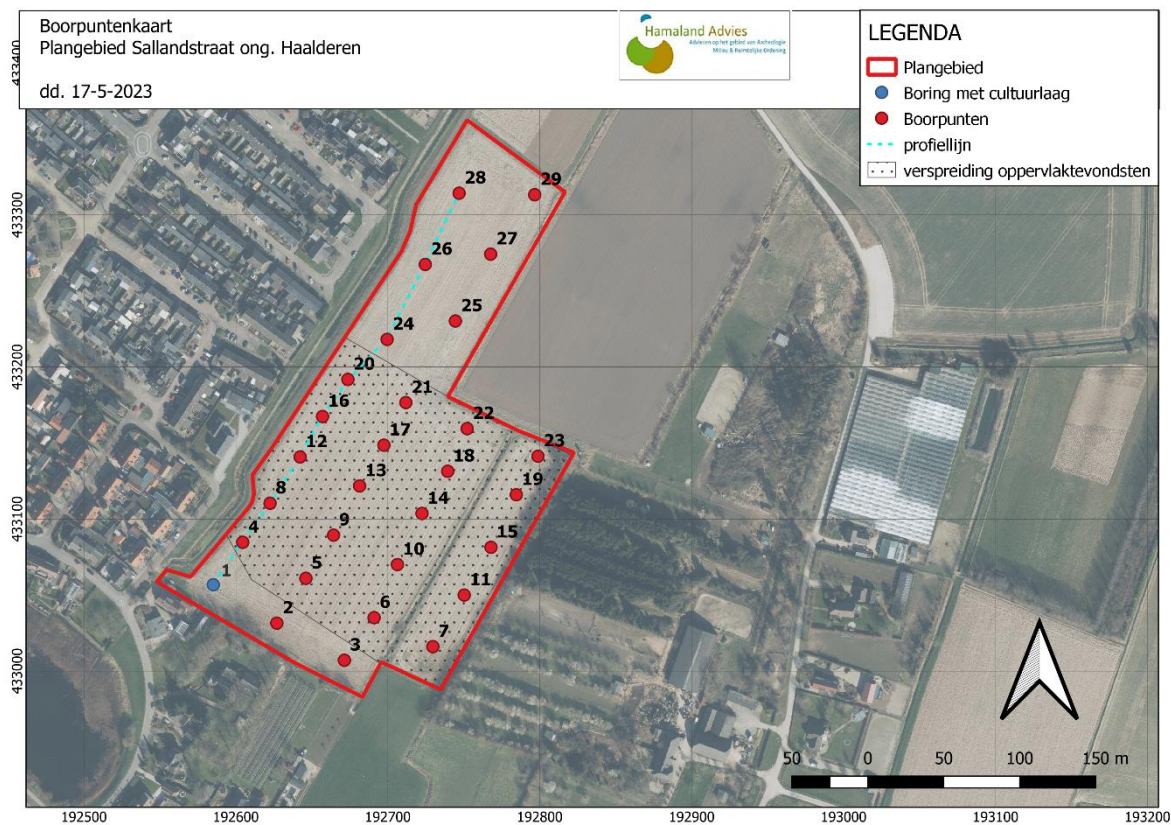 Boorpuntenkaart
Plangebied Sallandstraat ong. Haalderen
dd. 17-5-2023
Hamaland Advies
Adviseurs op het gebied van Archeologie
Milieu & Ruimtelijke Ordening
LEGENDA
Plangebied
Boring met cultuurlaag
Boorpunten
profiellijn
verspreiding oppervlaktevondsten
433400
433300
433200
433100
433000
28
29
27
26
25
24
20
21
16
22
17
23
12
18
13
19
8
14
4
9
15
1
10
5
11
2
6
7
3
50 0 50 100 150 m
192500 192600 192700 192800 192900 193000 193100 193200